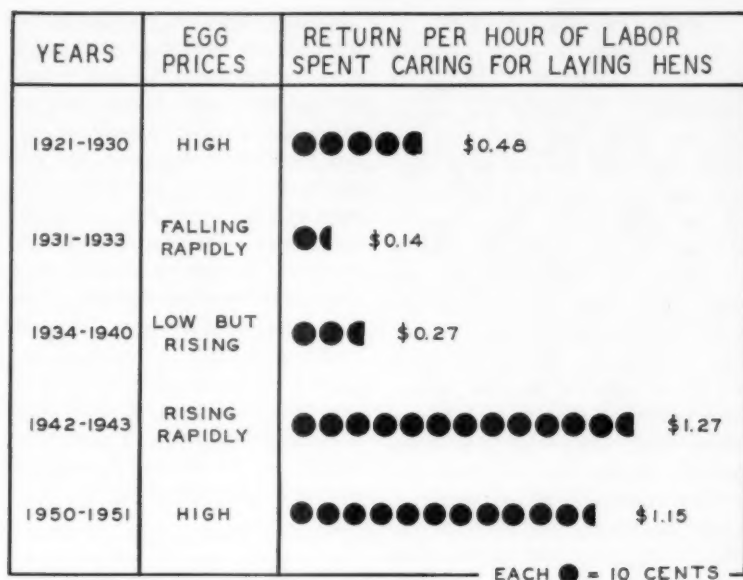 YEARS
EGG
PRICES
RETURN PER HOUR OF LABOR
SPENT CARING FOR LAYING HENS
1921-1930
HIGH
$0.48
1931-1933
FALLING
RAPIDLY
$0.14
1934-1940
LOW BUT
RISING
$0.27
1942-1943
RISING
RAPIDLY
$1.27
1950-1951
HIGH
$1.15
EACH ● = 10 CENTS